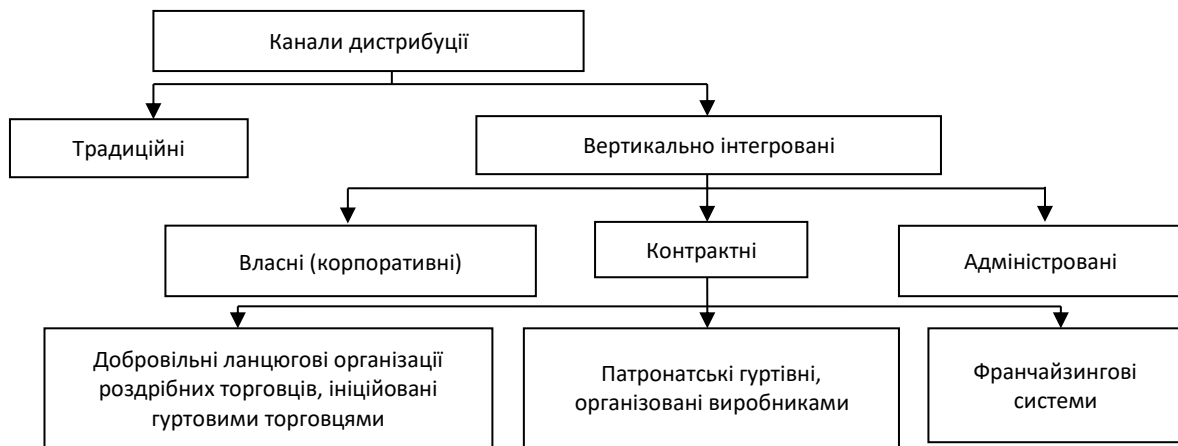 Канали дистрибуції
Традиційні
Вертикально інтегровані
Власні (корпоративні)
Контрактні
Адміністровані
Добровільні ланцюгові організації
роздрібних торговців, ініційовані
гуртовими торговцями
Патронатські гуртівні,
організовані виробниками
Франчайзингові
системи